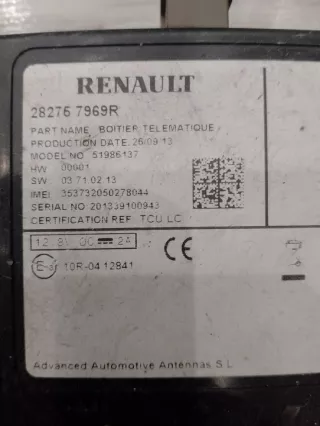 RENAULT
28275 7969R
PART NAME: BOITIER TELEMATIQUE
PRODUCTION DATE: 26/09/13
MODEL NO: 51986137
HW: 00001
SW: 03.71.02.13
IMEI: 353732050278044
SERIAL NO: 201339100943
CERTIFICATION REF: TCU LC
12.8V DC 2A CE
E 10R-04 12841
Advanced Automotive Antennas S.L